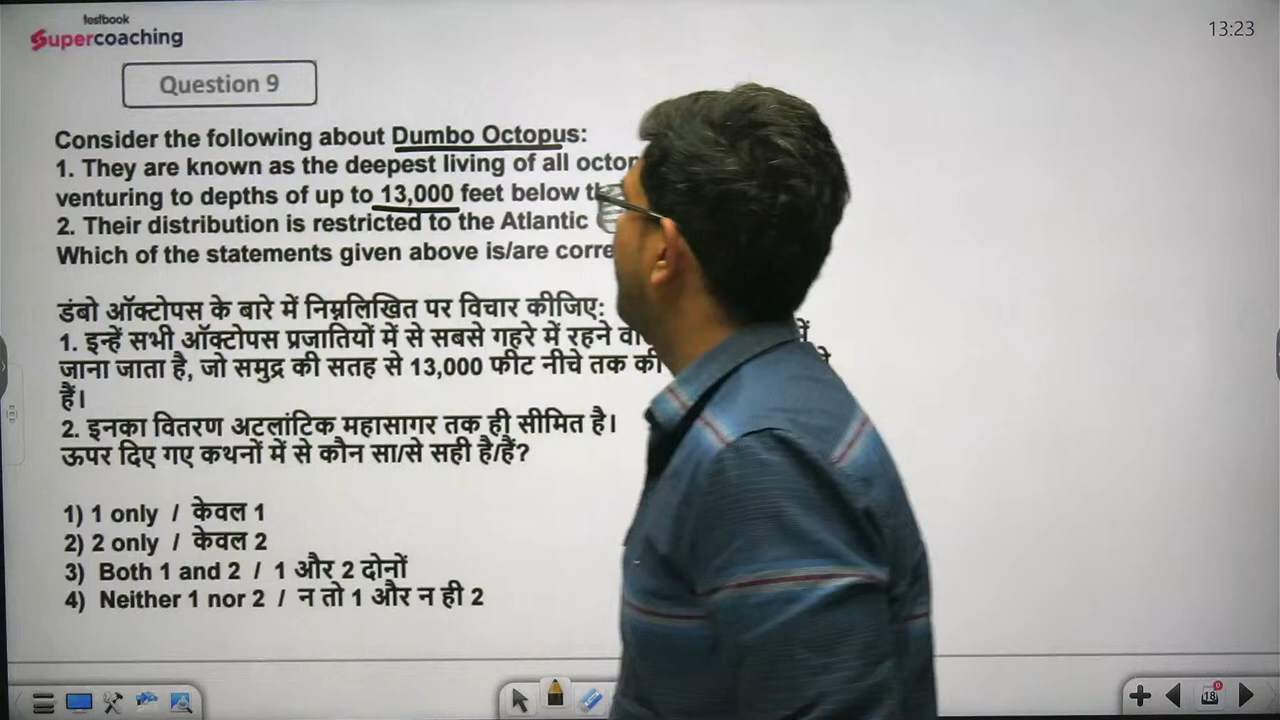 testbook
Supercoaching
13:23
Question 9
Consider the following about Dumbo Octopus:
1. They are known as the deepest living of all
venturing to depths of up to 13,000 feet below
2. Their distribution is restricted to the Atlantic
Which of the statements given above is/are
डंबो ऑक्टोपस के बारे में निम्नलिखित पर विचार कीजिए:
1. इन्हें सभी ऑक्टोपस प्रजातियों में से सबसे गहरे में रहने
जाना जाता है, जो समुद्र की सतह से 13,000 फीट नीचे तक की
हैं।
2. इनका वितरण अटलांटिक महासागर तक ही सीमित है।
ऊपर दिए गए कथनों में से कौन सा/से सही है/हैं?
1) 1 only / केवल 1
2) 2 only / केवल 2
3) Both 1 and 2 / 1 और 2 दोनों
4) Neither 1 nor 2 / न तो 1 और न ही 2
18